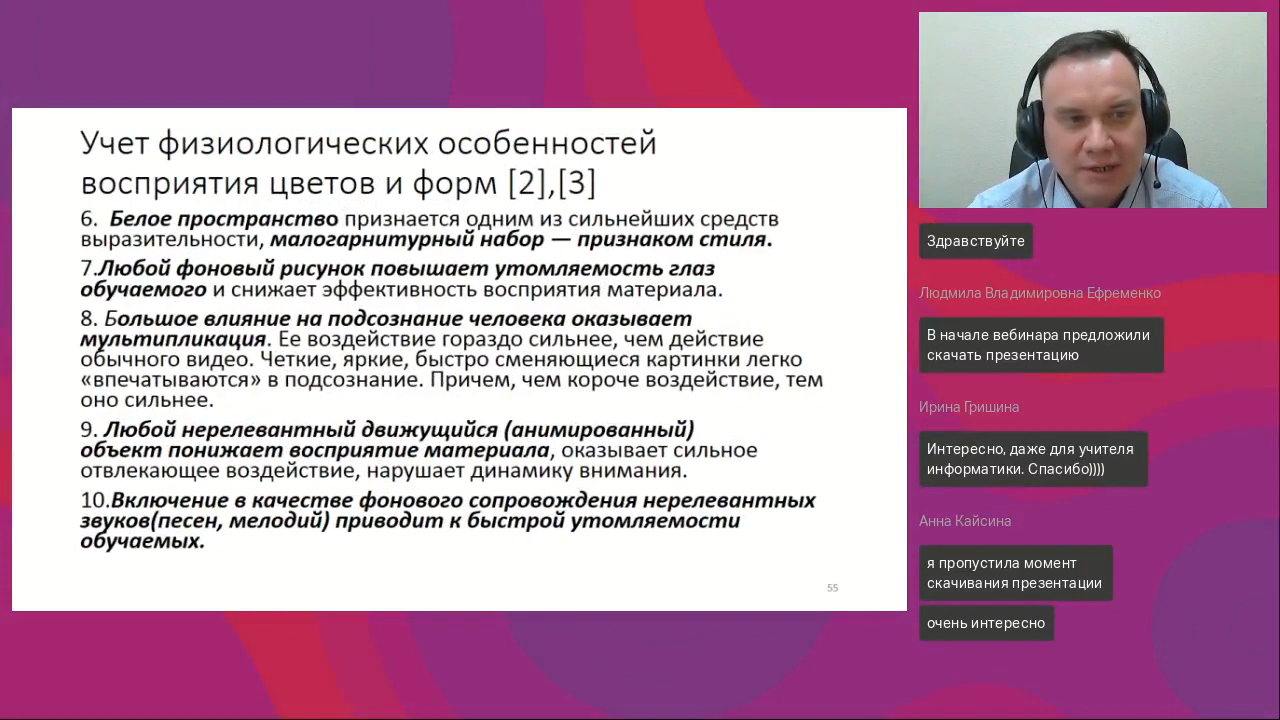 Учет физиологических особенностей
восприятия цветов и форм [2],[3]
6. Белое пространство признается одним из сильнейших средств
выразительности, малогарнитурный набор — признаком стиля.
7.Любой фоновый рисунок повышает утомляемость глаз
обучаемого и снижает эффективность восприятия материала.
8. Большое влияние на подсознание человека оказывает
мультипликация. Ее воздействие гораздо сильнее, чем действие
обычного видео. Четкие, яркие, быстро сменяющиеся картинки легко
«впечатываются» в подсознание. Причем, чем короче воздействие, тем
оно сильнее.
9. Любой нерелевантный движущийся (анимированный)
объект понижает восприятие материала, оказывает сильное
отвлекающее воздействие, нарушает динамику внимания.
10.Включение в качестве фонового сопровождения нерелевантных
звуков(песен, мелодий) приводит к быстрой утомляемости
обучаемых.
55
Здравствуйте
Людмила Владимировна Ефременко
В начале вебинара предложили
скачать презентацию
Ирина Гришина
Интересно, даже для учителя
информатики. Спасибо))))
Анна Кайсина
я пропустила момент
скачивания презентации
очень интересно